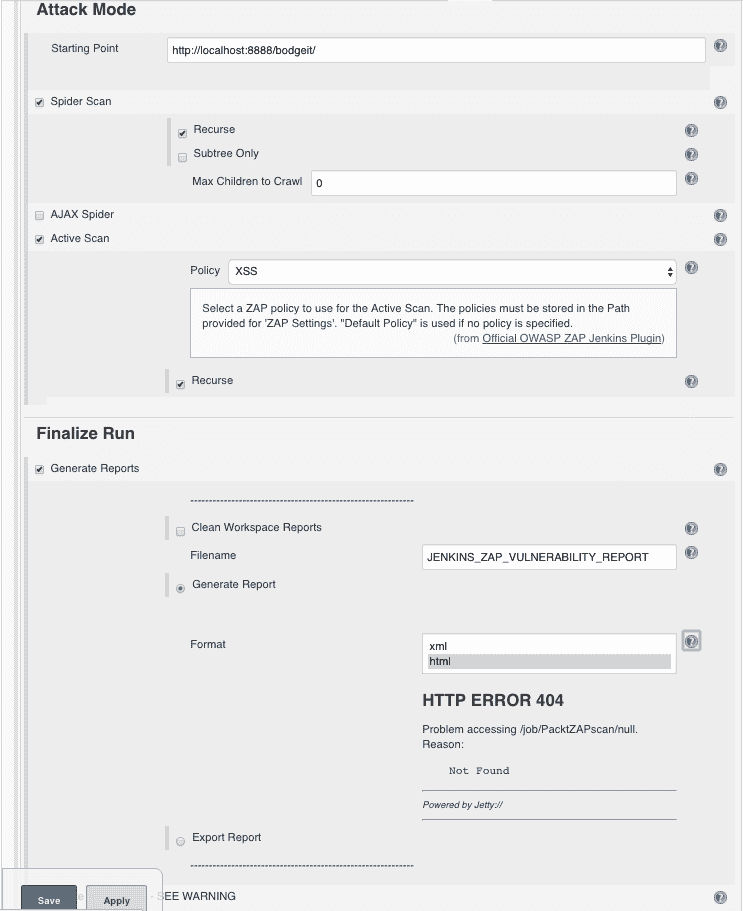 Attack Mode
Starting Point
http://localhost:8888/bodgeit/
Spider Scan
Recurse
Subtree Only
Max Children to Crawl
0
AJAX Spider
Active Scan
Policy
XSS
Select a ZAP policy to use for the Active Scan. The policies must be stored in the Path
provided for 'ZAP Settings'. "Default Policy" is used if no policy is specified.
(from Official OWASP ZAP Jenkins Plugin)
Recurse
Finalize Run
Generate Reports
------------------------------------------------------------
Clean Workspace Reports
Filename
JENKINS_ZAP_VULNERABILITY_REPORT
Generate Report
Format
xml
html
HTTP ERROR 404
Problem accessing /job/PacktZAPscan/null.
Reason:
Not Found
Powered by Jetty://
Export Report
------------------------------------------------------------
Save
Apply
- SEE WARNING